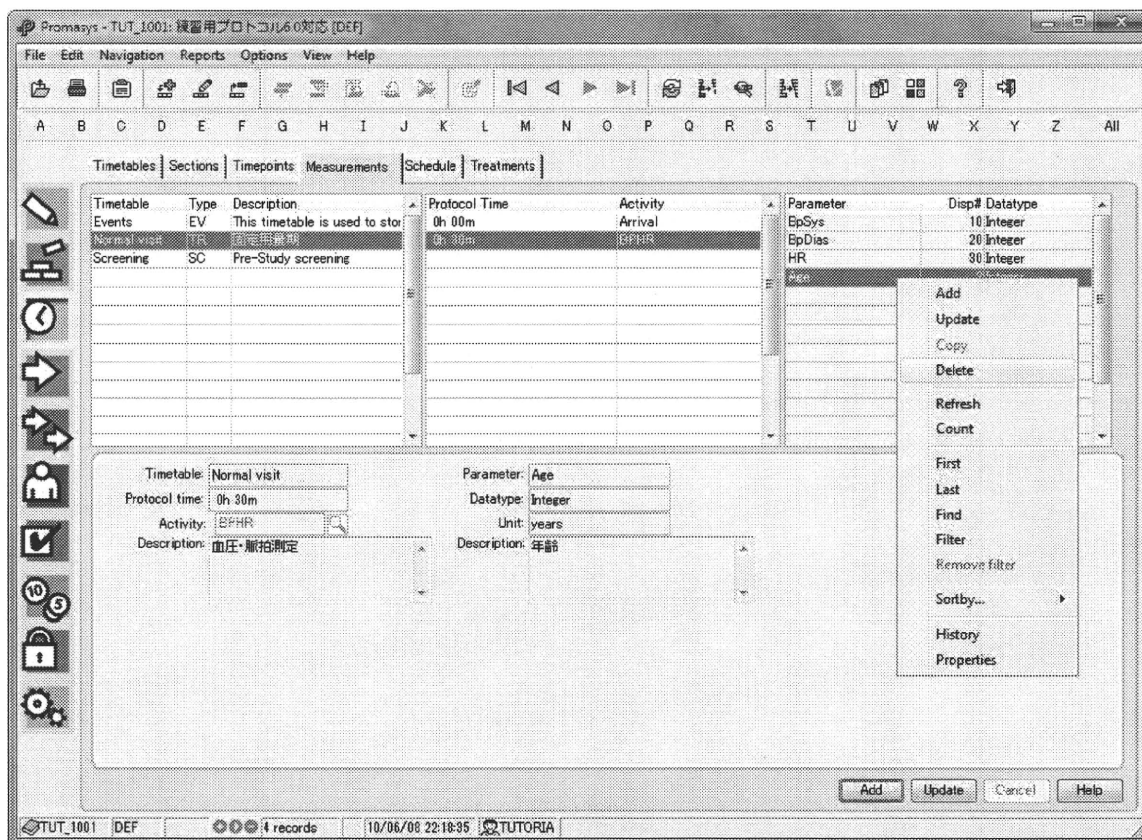 Promasys - TUT_1001: 練習用プロトコル6.0対応 [DEF]
File Edit Navigation Reports Options View Help
A B C D E F G H I J K L M N O P Q R S T U V W X Y Z All
Timetables Sections Timepoints Measurements Schedule Treatments
Timetable Type Description Protocol Time Activity Parameter Disp# Datatype
Events EV This timetable is used to stor 0h 00m Arrival BpSys 10 Integer
Normal visit TR 固定用量期 0h 30m BPHR BpDias 20 Integer
Screening SC Pre-Study screening HR 30 Integer
Age
Add
Update
Copy
Delete
Refresh
Count
First
Last
Find
Filter
Remove filter
Sortby...
History
Properties
Timetable: Normal visit Parameter: Age
Protocol time: 0h 30m Datatype: Integer
Activity: BPHR Unit: years
Description: 血圧・脈拍測定 Description: 年齢
Add Update Cancel Help
TUT_1001 DEF 4 records 10/06/08 22:18:35 TUTORIA